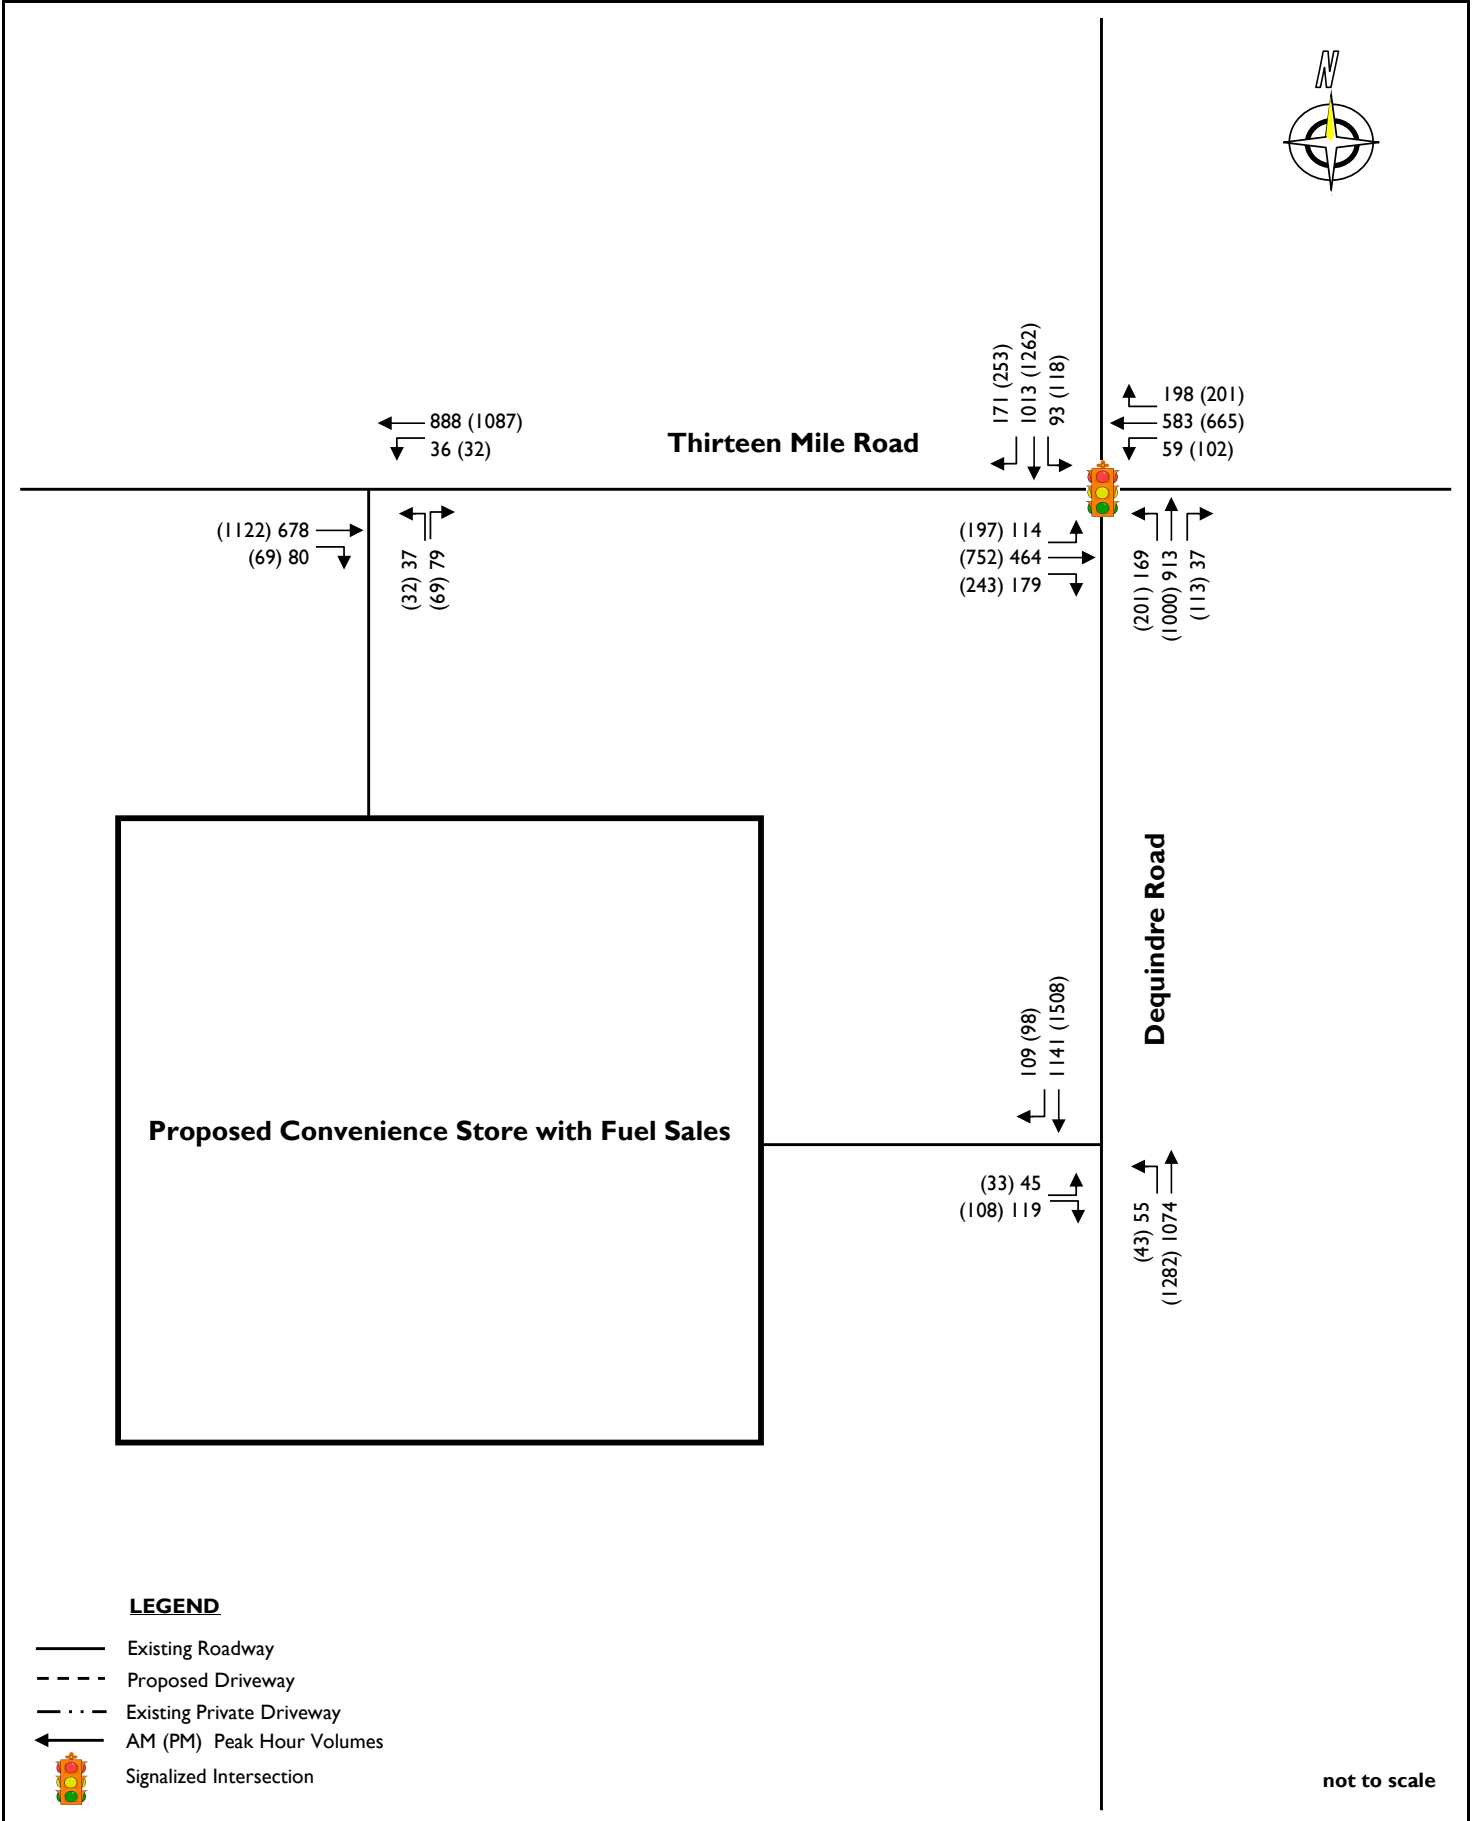 N
171 (253)
1013 (1262)
93 (118)
198 (201)
583 (665)
59 (102)
888 (1087)
36 (32)
Thirteen Mile Road
(1122) 678
(69) 80
(32) 37
(69) 79
(197) 114
(752) 464
(243) 179
(201) 169
(1000) 913
(113) 37
Dequindre Road
109 (98)
1141 (1508)
Proposed Convenience Store with Fuel Sales
(33) 45
(108) 119
(43) 55
(1282) 1074
LEGEND
Existing Roadway
Proposed Driveway
Existing Private Driveway
AM (PM) Peak Hour Volumes
Signalized Intersection
not to scale